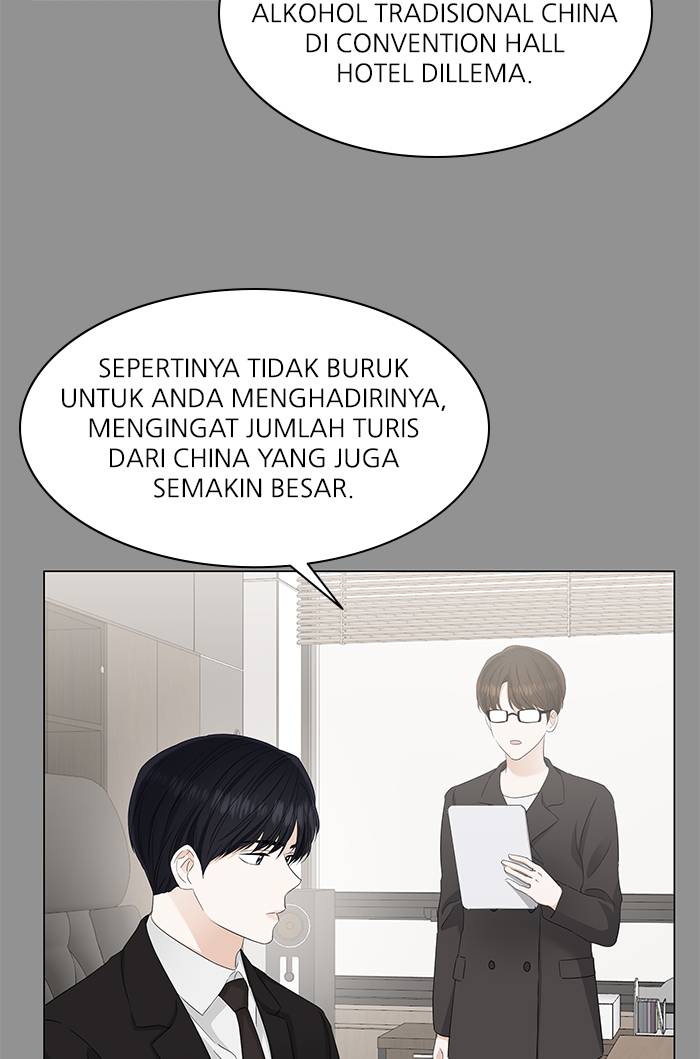 ALKOHOL TRADISIONAL CHINA
DI CONVENTION HALL
HOTEL DILLEMA.
SEPERTINYA TIDAK BURUK
UNTUK ANDA MENGHADIRINYA,
MENGINGAT JUMLAH TURIS
DARI CHINA YANG JUGA
SEMAKIN BESAR.